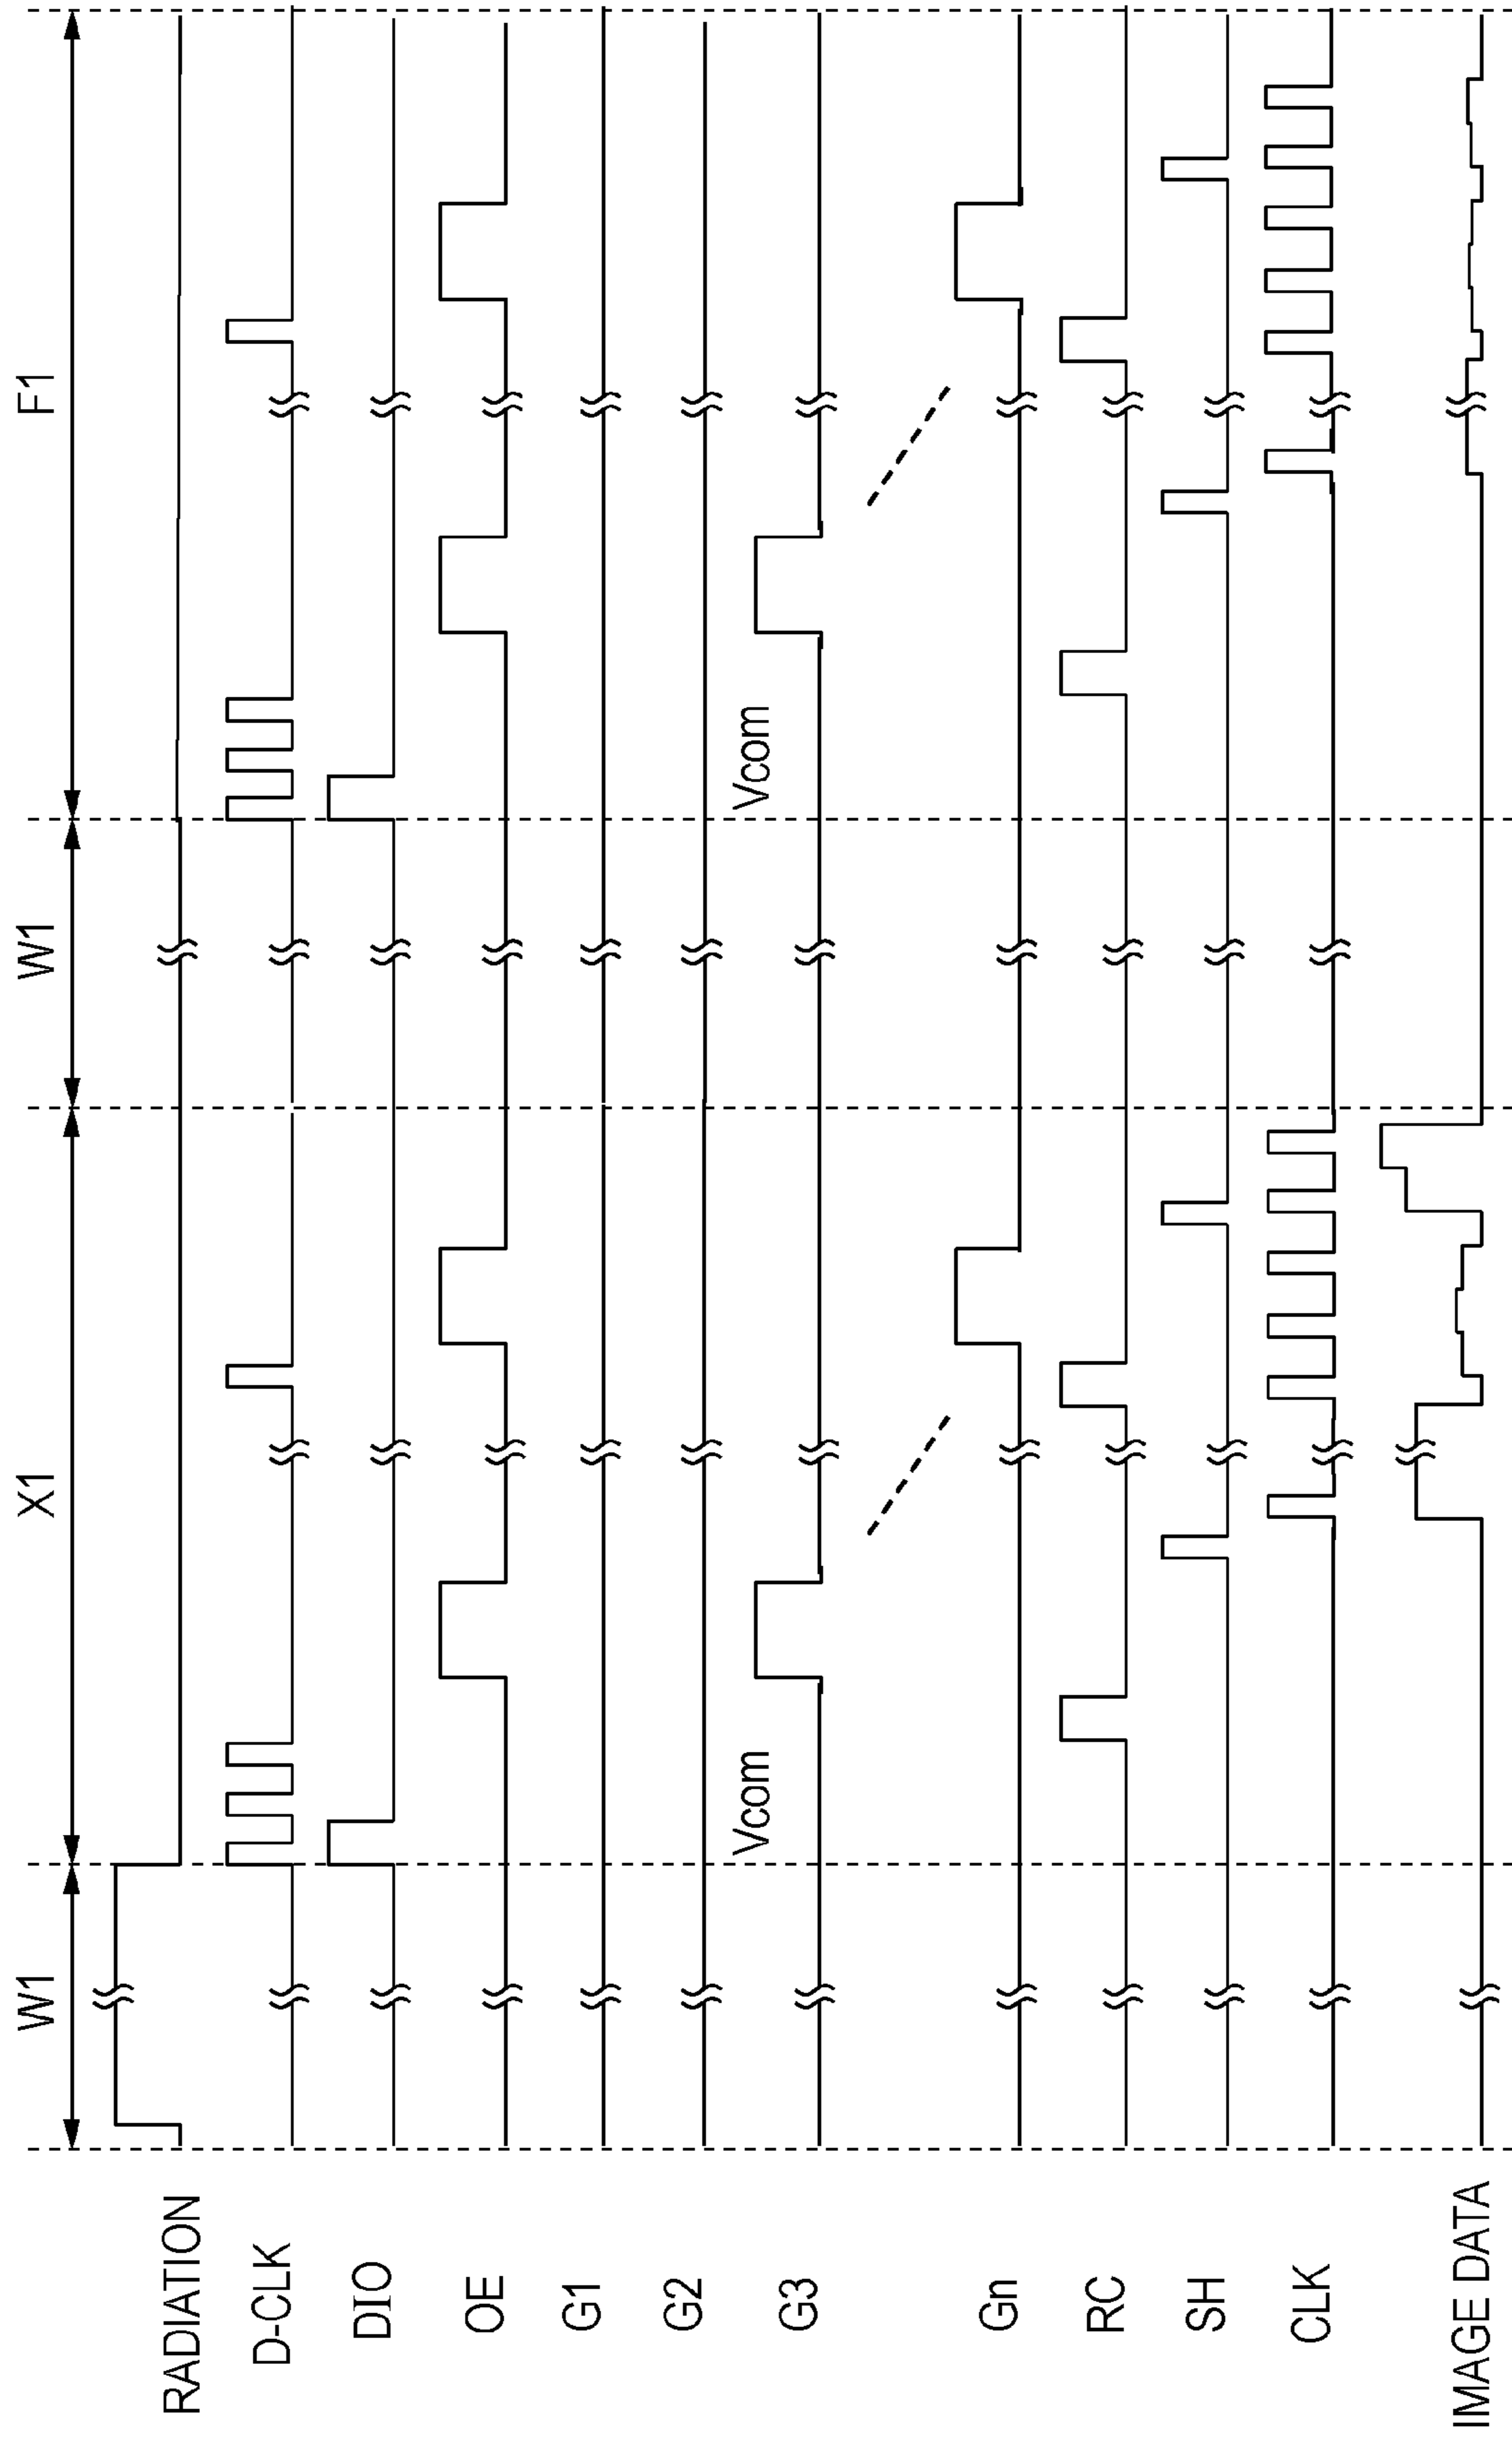 W1
X1
W1
F1
RADIATION
D-CLK
DIO
OE
G1
G2
G3
Vcom
Vcom
Gn
RC
SH
CLK
IMAGE DATA